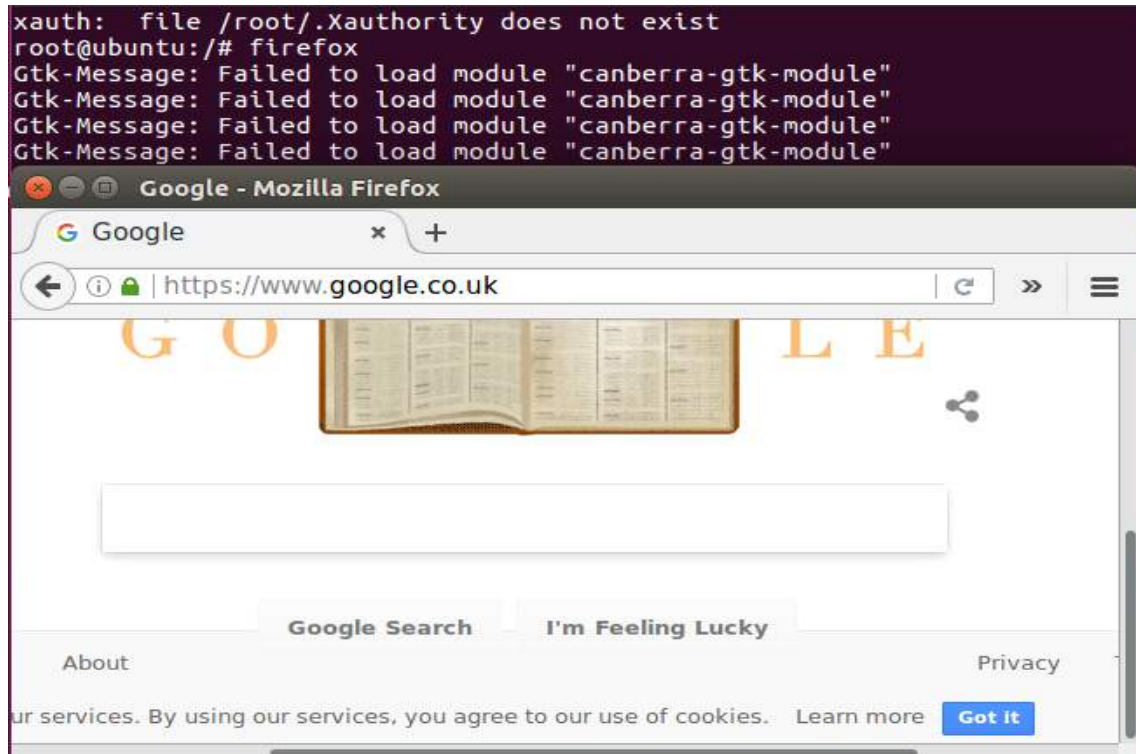 xauth:  file /root/.Xauthority does not exist
root@ubuntu:/# firefox
Gtk-Message: Failed to load module "canberra-gtk-module"
Gtk-Message: Failed to load module "canberra-gtk-module"
Gtk-Message: Failed to load module "canberra-gtk-module"
Gtk-Message: Failed to load module "canberra-gtk-module"
Google - Mozilla Firefox
G Google
https://www.google.co.uk
G O L E
Google Search I'm Feeling Lucky
About Privacy
ur services. By using our services, you agree to our use of cookies. Learn more Got it